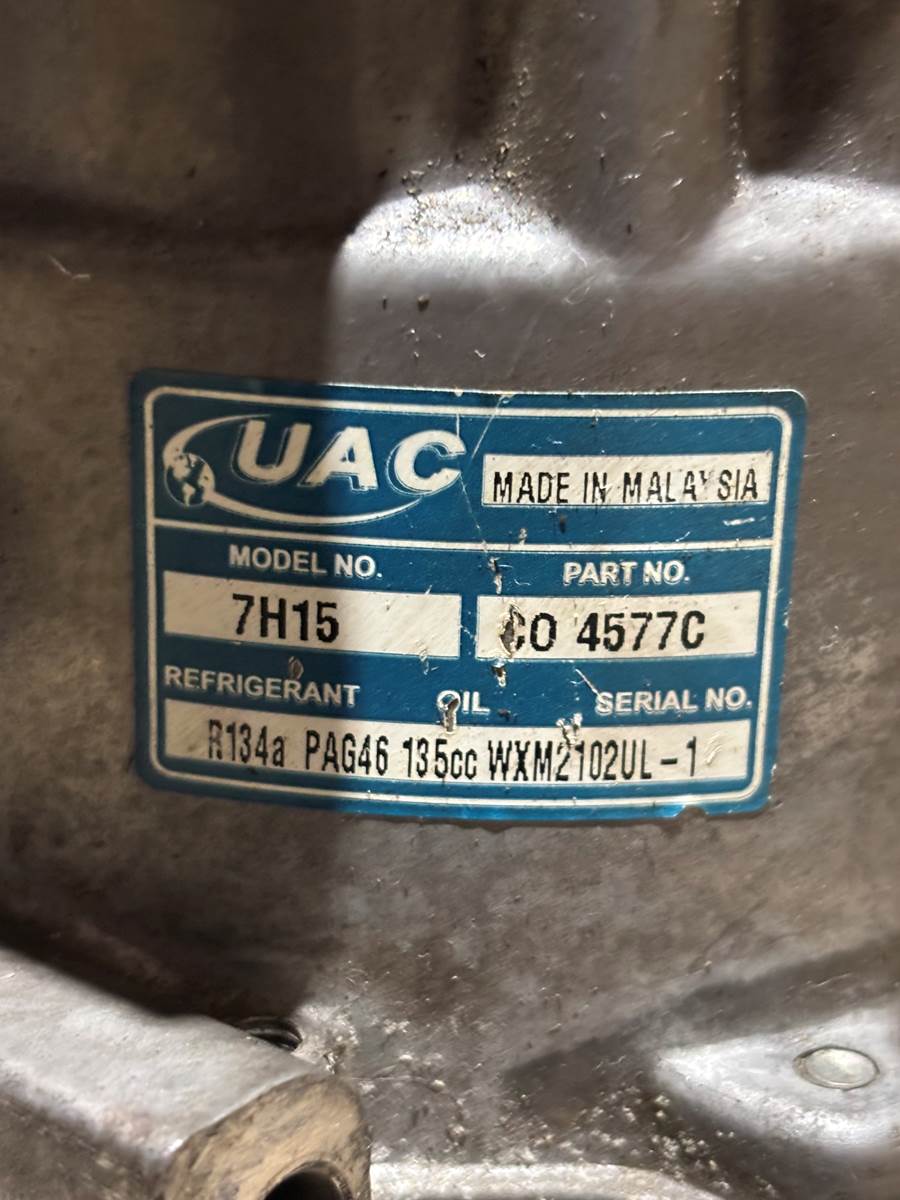 UAC
MADE IN MALAYSIA
MODEL NO. PART NO.
7H15 CO 4577C
REFRIGERANT OIL SERIAL NO.
R134a PAG46 135cc WXM2102UL-1